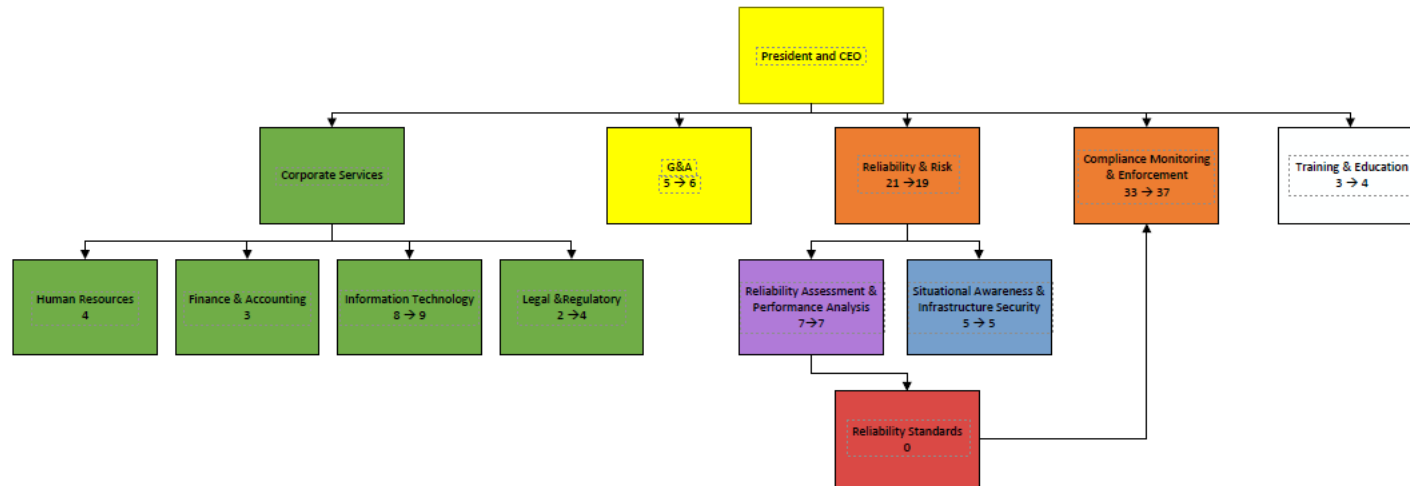 President and CEO
Corporate Services
G&A
5 → 6
Reliability & Risk
21 →19
Compliance Monitoring
& Enforcement
33 → 37
Training & Education
3 → 4
Human Resources
4
Finance & Accounting
3
Information Technology
8 → 9
Legal &Regulatory
2 →4
Reliability Assessment &
Performance Analysis
7→7
Situational Awareness &
Infrastructure Security
5 → 5
Reliability Standards
0